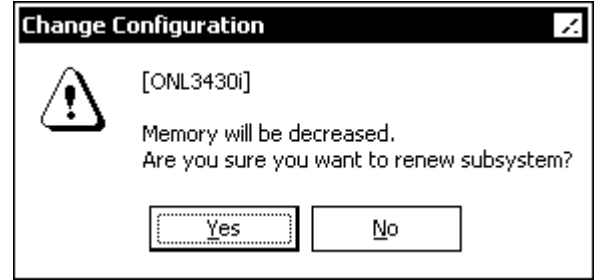 Change Configuration
[ONL3430i]
Memory will be decreased.
Are you sure you want to renew subsystem?
Yes
No